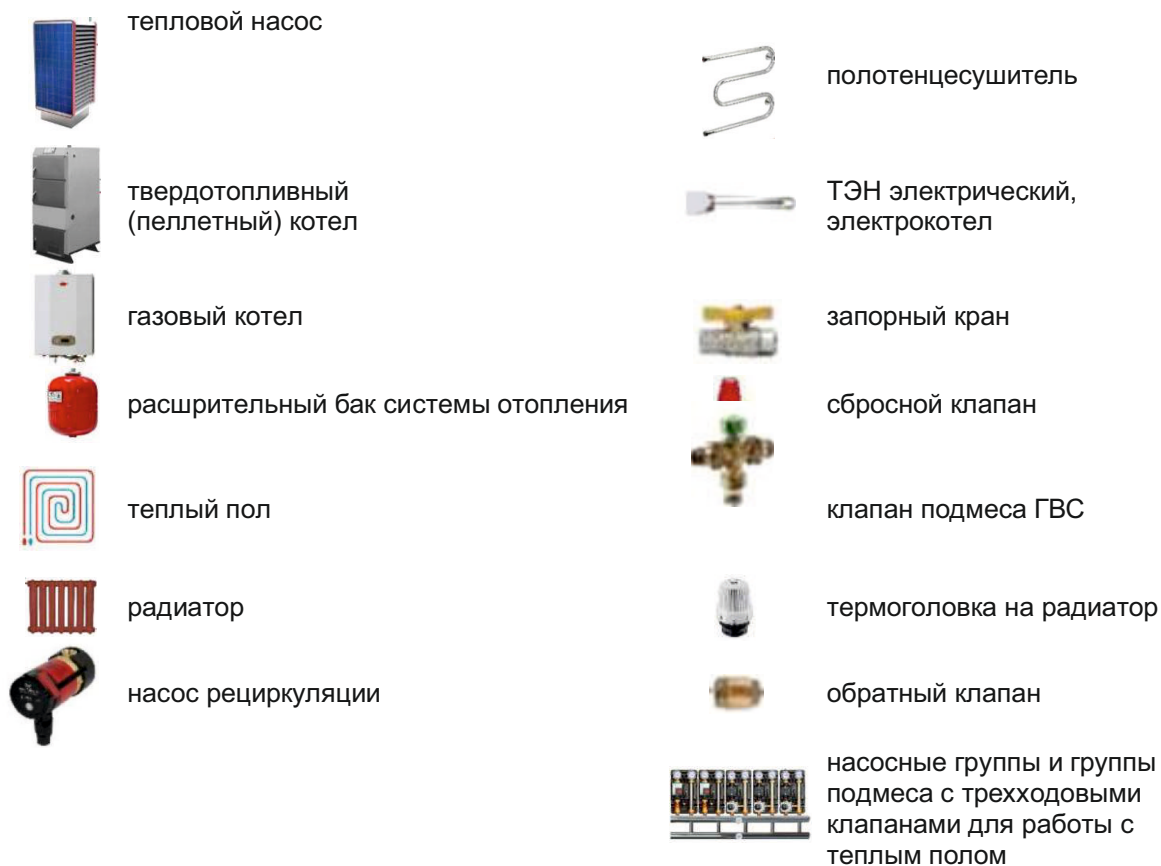 тепловой насос
твердотопливный
(пеллетный) котел
газовый котел
расшрительный бак системы отопления
теплый пол
радиатор
насос рециркуляции
полотенцесушитель
ТЭН электрический,
электрокотел
запорный кран
сбросной клапан
клапан подмеса ГВС
термоголовка на радиатор
обратный клапан
насосные группы и группы
подмеса с трехходовыми
клапанами для работы с
теплым полом